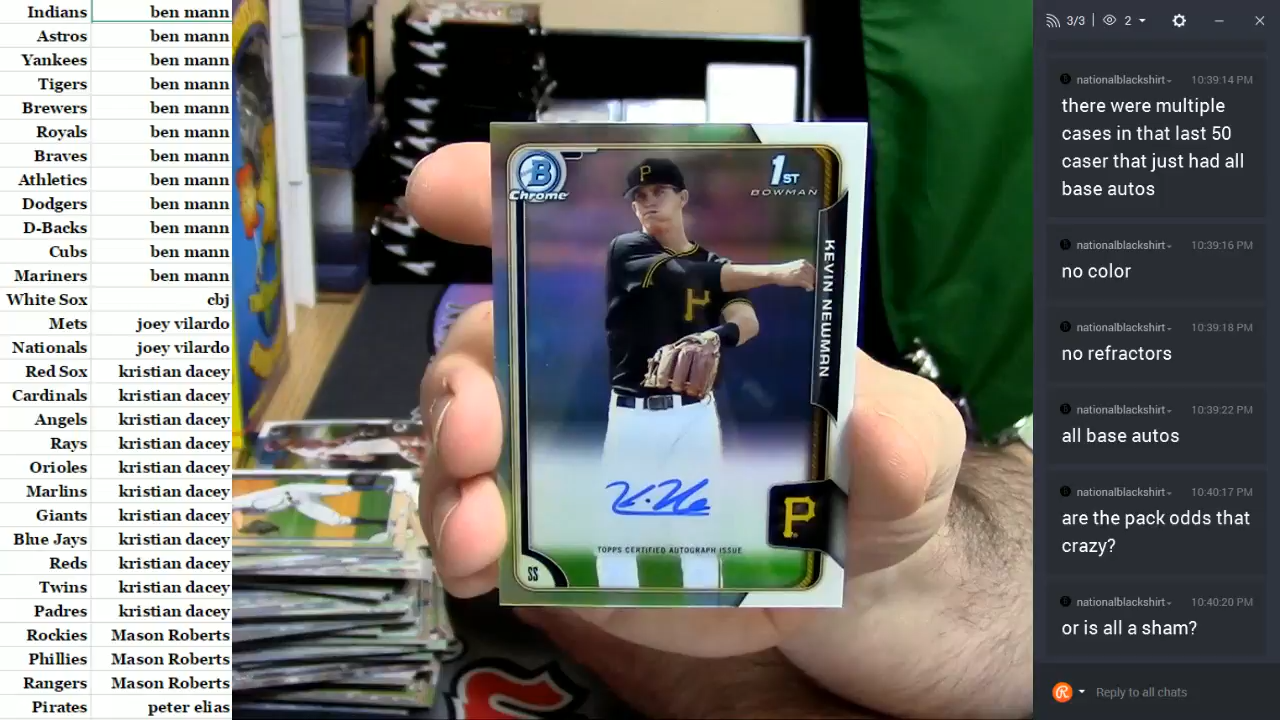 Indians ben mann
Astros ben mann
Yankees ben mann
Tigers ben mann
Brewers ben mann
Royals ben mann
Braves ben mann
Athletics ben mann
Dodgers ben mann
D-Backs ben mann
Cubs ben mann
Mariners ben mann
White Sox cbj
Mets joey vilardo
Nationals joey vilardo
Red Sox kristian dacey
Cardinals kristian dacey
Angels kristian dacey
Rays kristian dacey
Orioles kristian dacey
Marlins kristian dacey
Giants kristian dacey
Blue Jays kristian dacey
Reds kristian dacey
Twins kristian dacey
Padres kristian dacey
Rockies Mason Roberts
Phillies Mason Roberts
Rangers Mason Roberts
Pirates peter elias
B
Chrome
1ST
BOWMAN
P
P
KEVIN NEWMAN
P
TOPPS CERTIFIED AUTOGRAPH ISSUE
SS
3/3 2
nationalblackshirt 10:39:14 PM
there were multiple
cases in that last 50
caser that just had all
base autos
nationalblackshirt 10:39:16 PM
no color
nationalblackshirt 10:39:18 PM
no refractors
nationalblackshirt 10:39:22 PM
all base autos
nationalblackshirt 10:40:17 PM
are the pack odds that
crazy?
nationalblackshirt 10:40:20 PM
or is all a sham?
Reply to all chats